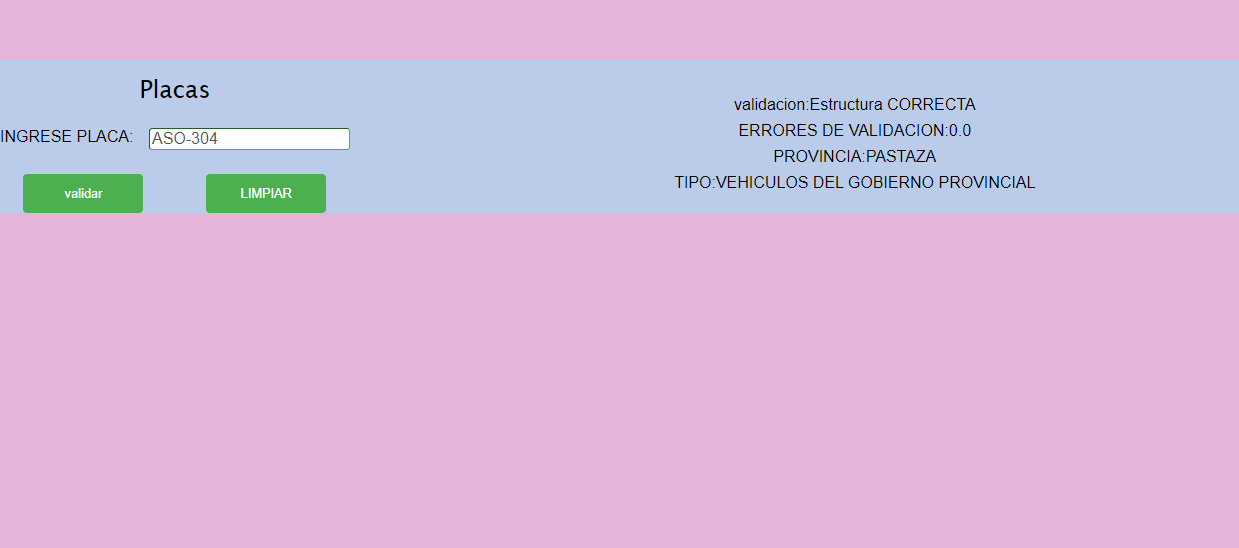 Placas
INGRESE PLACA: ASO-304
validar LIMPIAR
validacion:Estructura CORRECTA
ERRORES DE VALIDACION:0.0
PROVINCIA:PASTAZA
TIPO:VEHICULOS DEL GOBIERNO PROVINCIAL